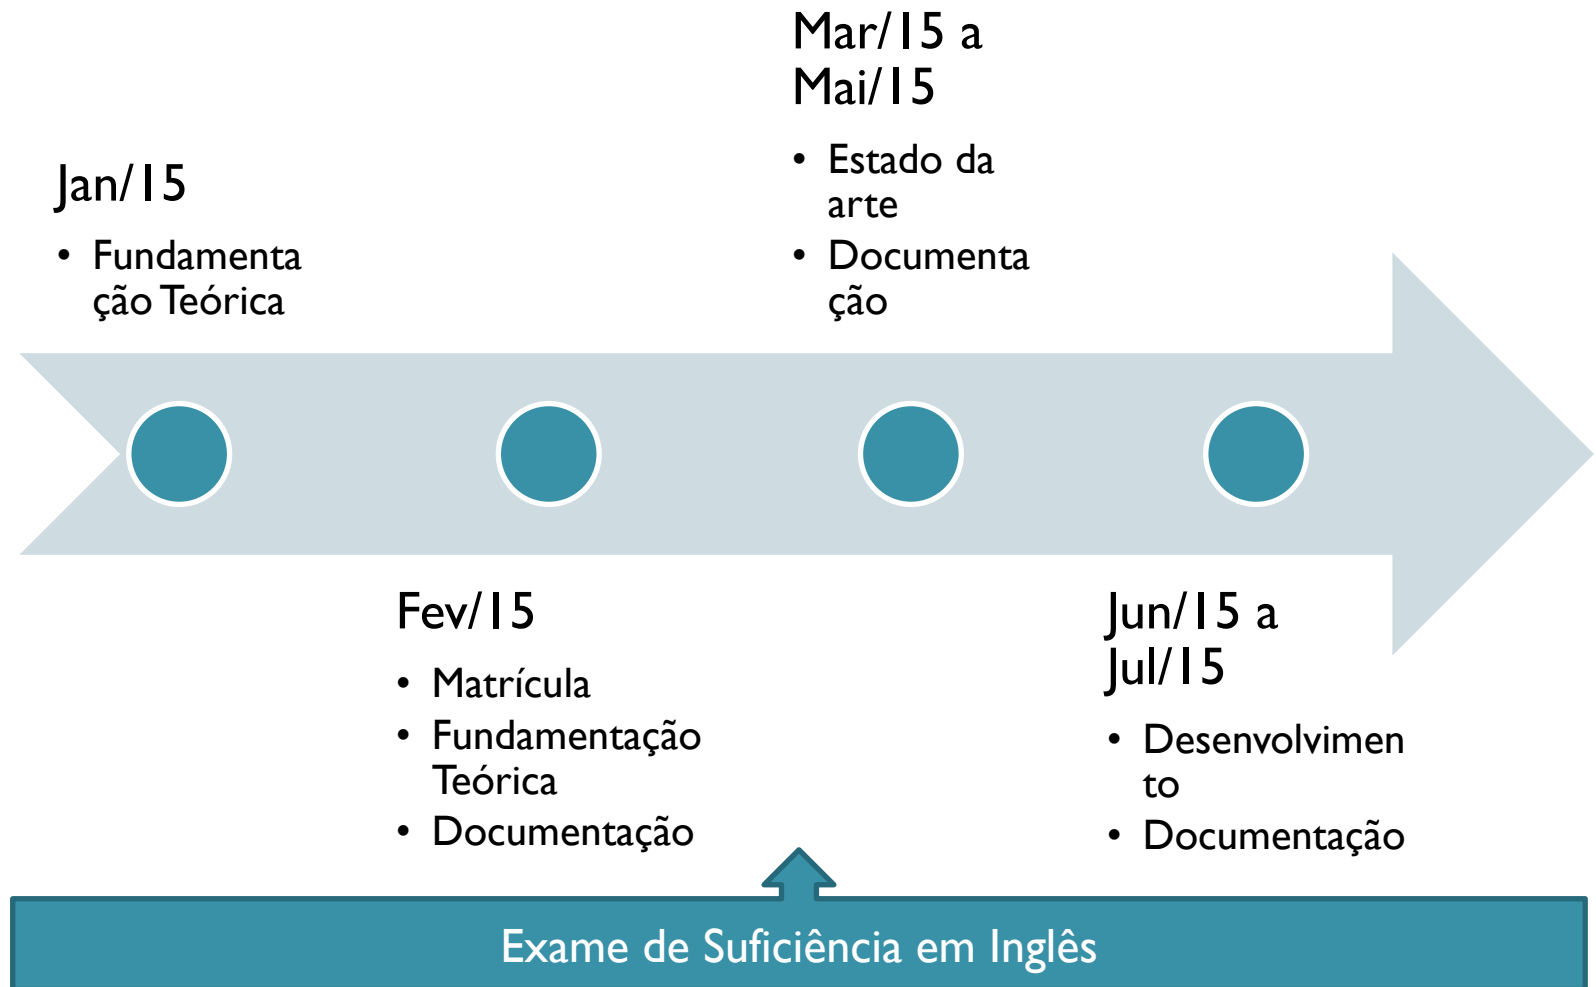 Jan/15
• Fundamenta
ção Teórica
Fev/15
• Matrícula
• Fundamentação
Teórica
• Documentação
Mar/15 a
Mai/15
• Estado da
arte
• Documenta
ção
Jun/15 a
Jul/15
• Desenvolvimen
to
• Documentação
Exame de Suficiência em Inglês